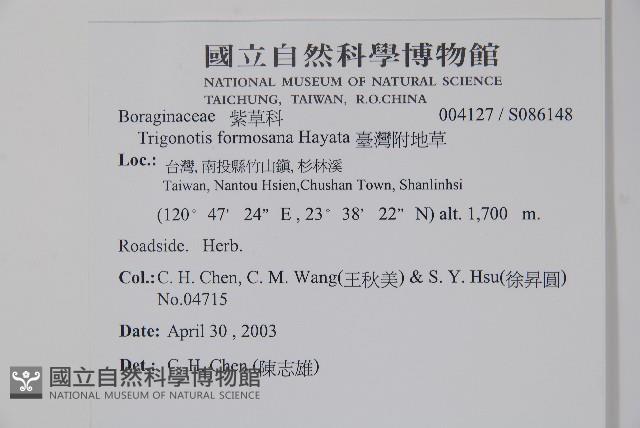 國立自然科學博物館
NATIONAL MUSEUM OF NATURAL SCIENCE
TAICHUNG, TAIWAN, R.O.CHINA
Boraginaceae 紫草科 004127 / S086148
Trigonotis formosana Hayata 臺灣附地草
Loc.: 台灣, 南投縣竹山鎮, 杉林溪
Taiwan, Nantou Hsien,Chushan Town, Shanlinhsi
(120° 47' 24" E , 23° 38' 22" N) alt. 1,700 m.
Roadside. Herb.
Col.: C. H. Chen, C. M. Wang(王秋美) & S. Y. Hsu(徐昇圓)
No.04715
Date: April 30 , 2003
Det.: C. H. Chen (陳志雄)
國立自然科學博物館
NATIONAL MUSEUM OF NATURAL SCIENCE